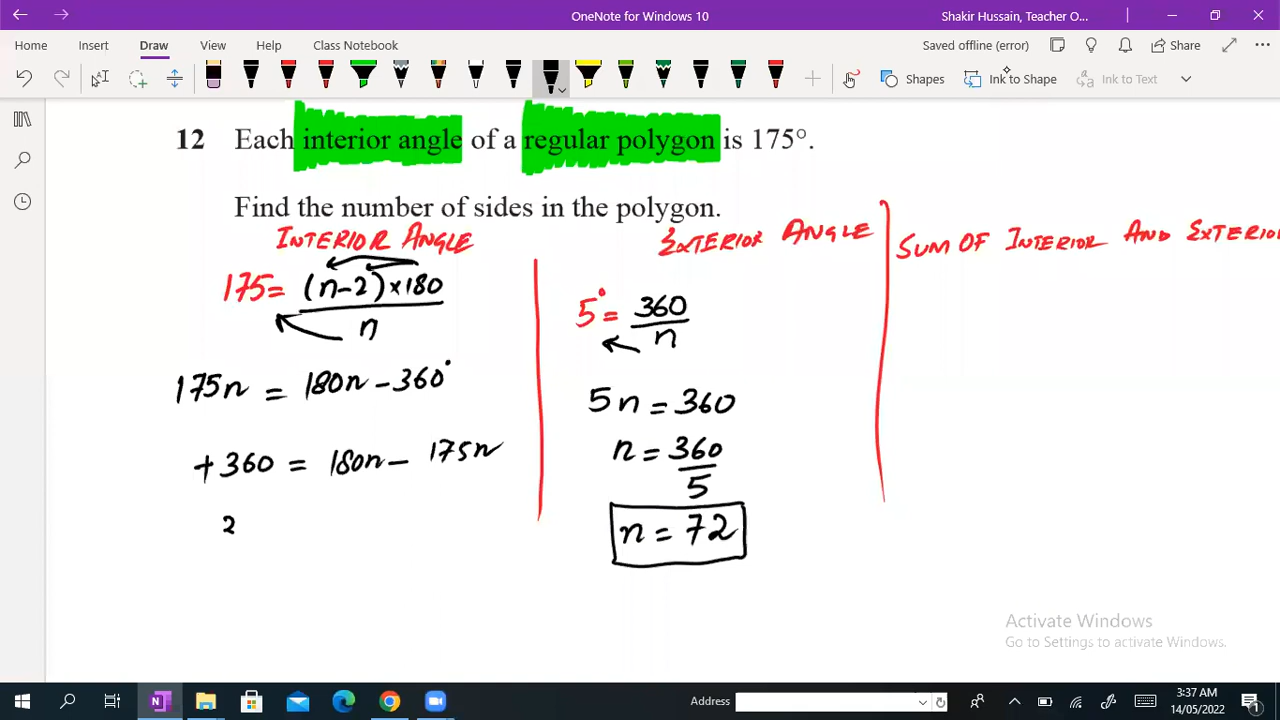 OneNote for Windows 10
Shakir Hussain, Teacher O...
Home Insert Draw View Help Class Notebook
Saved offline (error) Share
Shapes Ink to Shape Ink to Text
12 Each interior angle of a regular polygon is 175°.
Find the number of sides in the polygon.
INTERIOR ANGLE
175 = (n-2)×180
n
175n = 180n - 360°
+360 = 180n - 175n
2
EXTERIOR ANGLE
5° = 360
n
5n = 360
n = 360
5
n = 72
SUM OF INTERIOR AND EXTERIOR
Activate Windows
Go to Settings to activate Windows.
Address
3:37 AM
14/05/2022
1